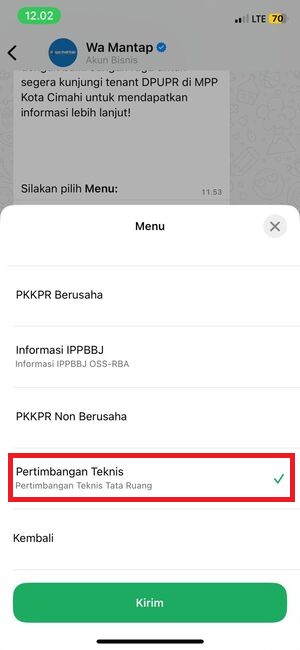 12.02
LTE 70
Wa Mantap
Akun Bisnis
segera kunjungi tenant DPUPR di MPP
Kota Cimahi untuk mendapatkan
informasi lebih lanjut!
Silakan pilih Menu:
11.53
Menu
PKKPR Berusaha
Informasi IPPBBJ
Informasi IPPBBJ OSS-RBA
PKKPR Non Berusaha
Pertimbangan Teknis
Pertimbangan Teknis Tata Ruang
Kembali
Kirim